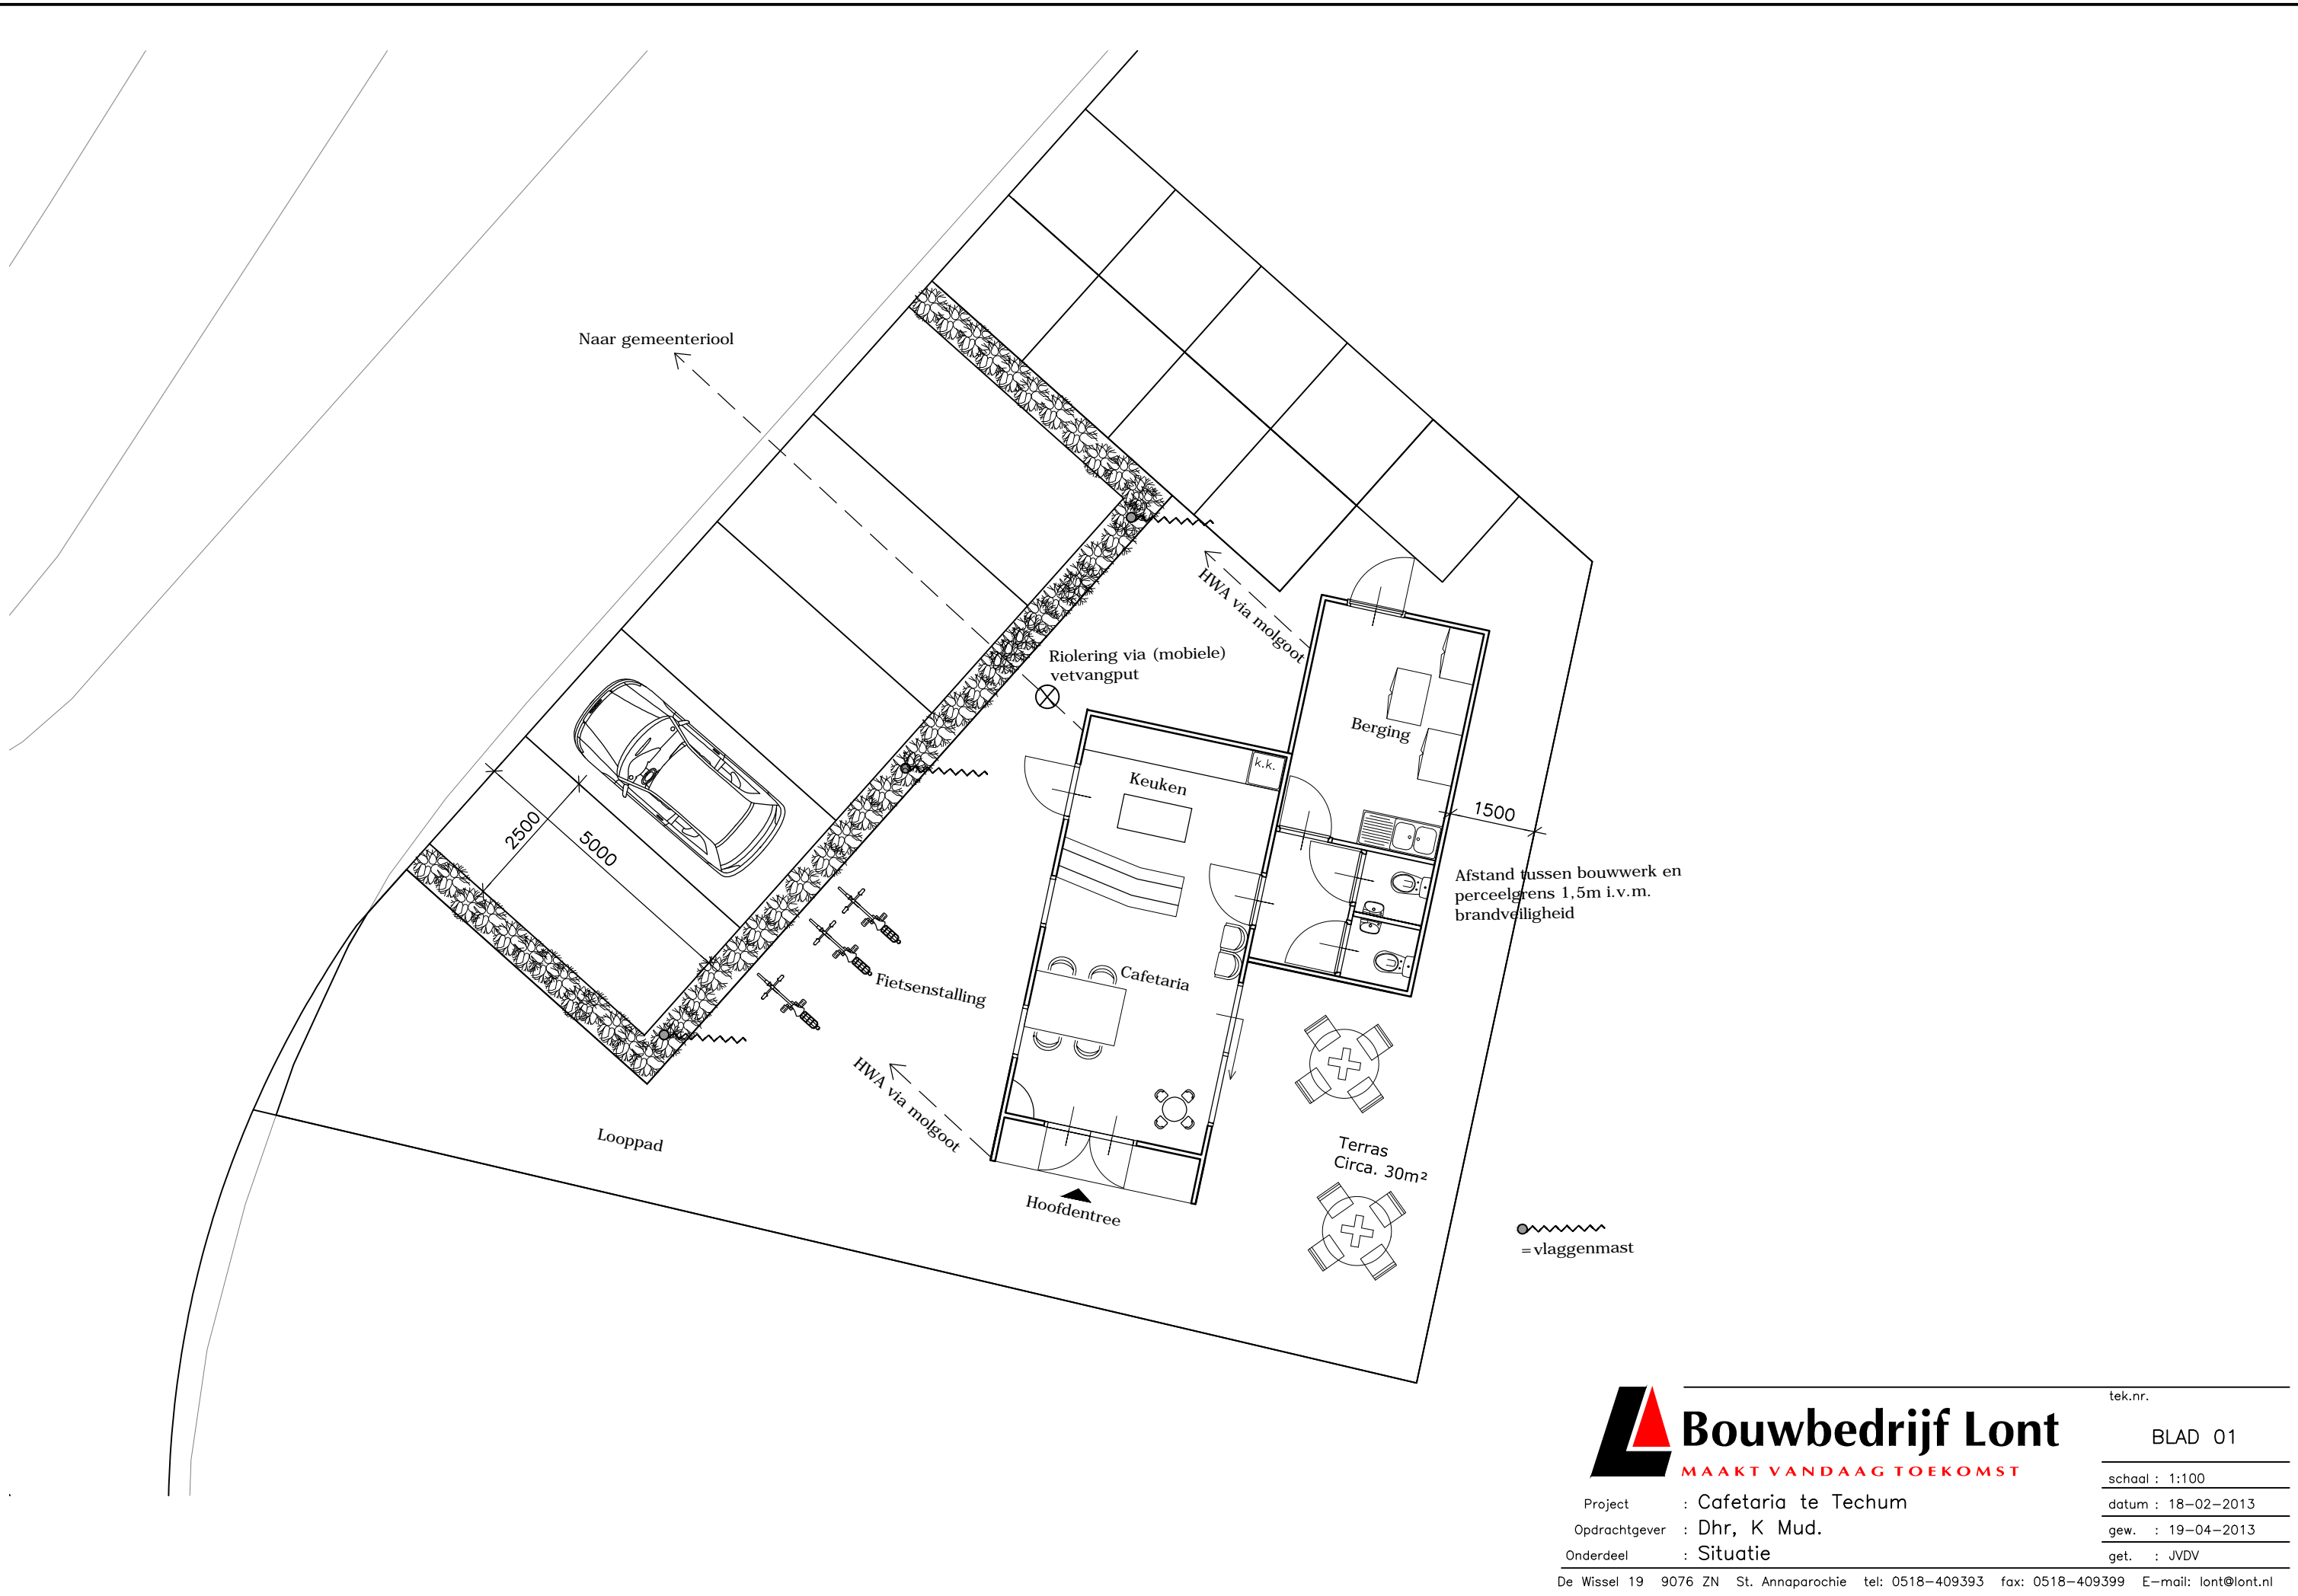 Naar gemeenteriool
HWA via molgoot
Riolering via (mobiele)
vetvangput
Berging
k.k.
Keuken
1500
2500
5000
Afstand tussen bouwwerk en
perceelgrens 1,5m i.v.m.
brandveiligheid
Cafetaria
Fietsenstalling
HWA via molgoot
Looppad
Terras
Circa. 30m²
Hoofdentree
=vlaggenmast
Bouwbedrijf Lont
MAAKT VANDAAG TOEKOMST
tek.nr.
BLAD 01
schaal : 1:100
Project : Cafetaria te Techum
datum : 18-02-2013
Opdrachtgever : Dhr, K Mud.
gew. : 19-04-2013
Onderdeel : Situatie
get. : JVDV
De Wissel 19 9076 ZN St. Annaparochie tel: 0518-409393 fax: 0518-409399 E-mail: lont@lont.nl